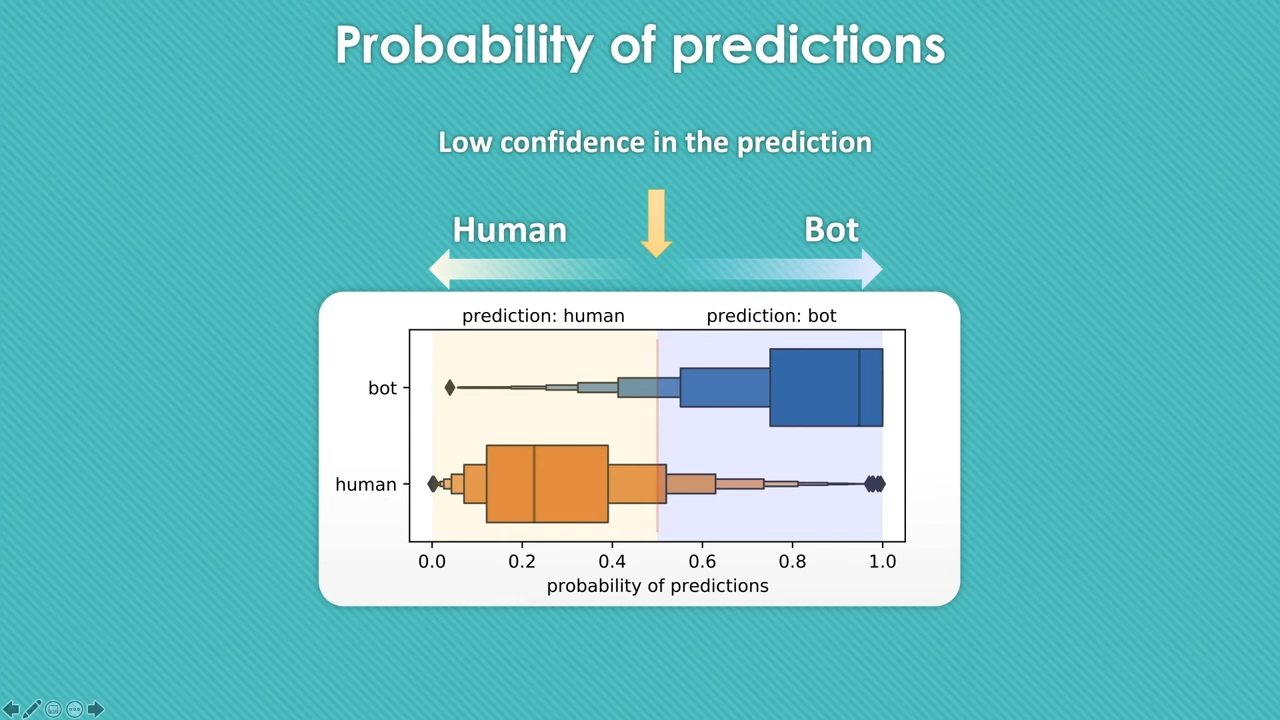 Probability of predictions
Low confidence in the prediction
Human
Bot
prediction: human
prediction: bot
bot
human
0.0 0.2 0.4 0.6 0.8 1.0
probability of predictions